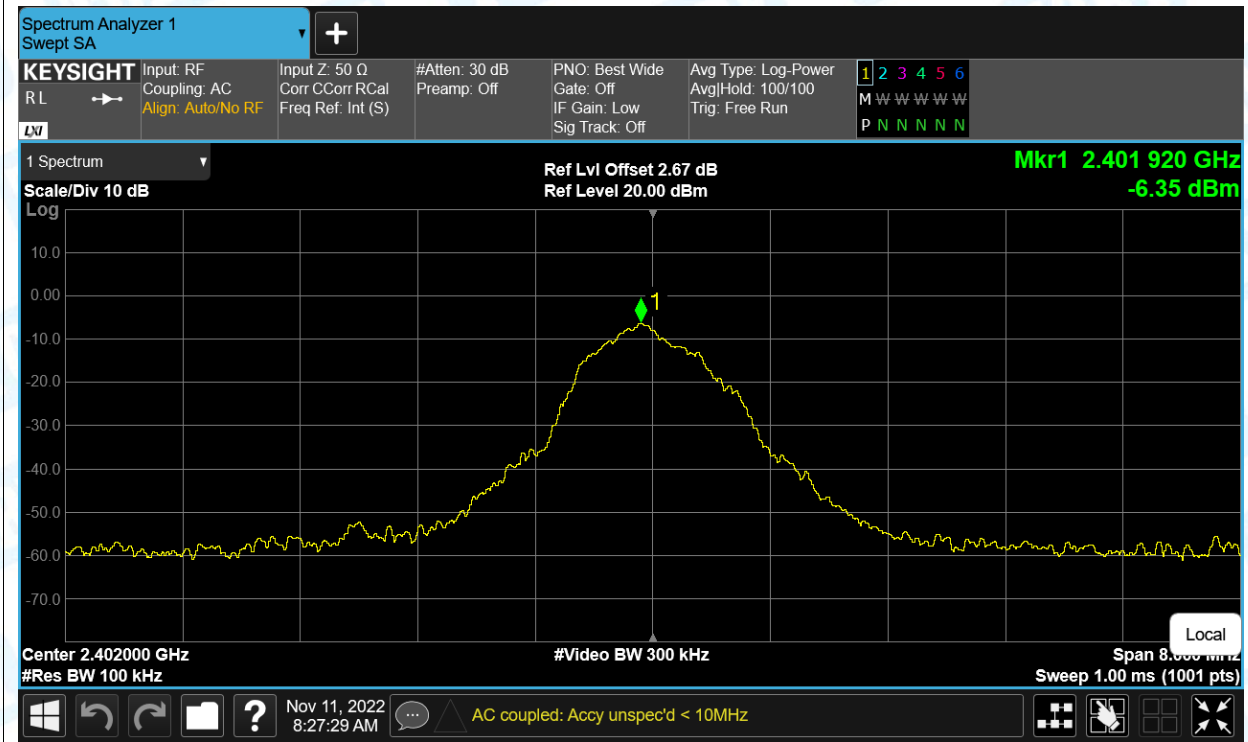 Spectrum Analyzer 1
Swept SA
KEYSIGHT
R L
LXI
Input: RF
Coupling: AC
Align: Auto/No RF
Input Z: 50 Ω
Corr CCorr RCal
Freq Ref: Int (S)
#Atten: 30 dB
Preamp: Off
PNO: Best Wide
Gate: Off
IF Gain: Low
Sig Track: Off
Avg Type: Log-Power
Avg|Hold: 100/100
Trig: Free Run
1 2 3 4 5 6
M W W W W W
P N N N N N
1 Spectrum
Scale/Div 10 dB
Log
Ref Lvl Offset 2.67 dB
Ref Level 20.00 dBm
Mkr1 2.401 920 GHz
-6.35 dBm
10.0
0.00
-10.0
-20.0
-30.0
-40.0
-50.0
-60.0
-70.0
1
Local
Center 2.402000 GHz
#Res BW 100 kHz
#Video BW 300 kHz
Span 8.000 MHz
Sweep 1.00 ms (1001 pts)
?
Nov 11, 2022
8:27:29 AM
AC coupled: Accy unspec'd < 10MHz